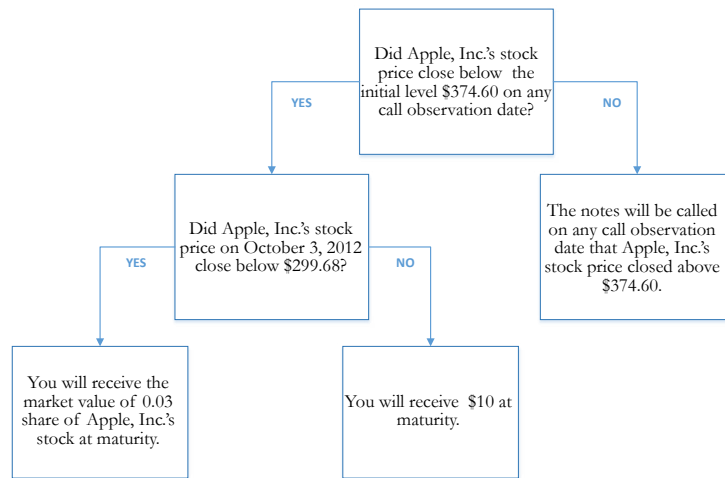 Did Apple, Inc.'s stock
price close below the
initial level $374.60 on any
call observation date?
YES
NO
Did Apple, Inc.'s stock
price on October 3, 2012
close below $299.68?
The notes will be called
on any call observation
date that Apple, Inc.'s
stock price closed above
$374.60.
YES
NO
You will receive the
market value of 0.03
share of Apple, Inc.'s
stock at maturity.
You will receive $10 at
maturity.